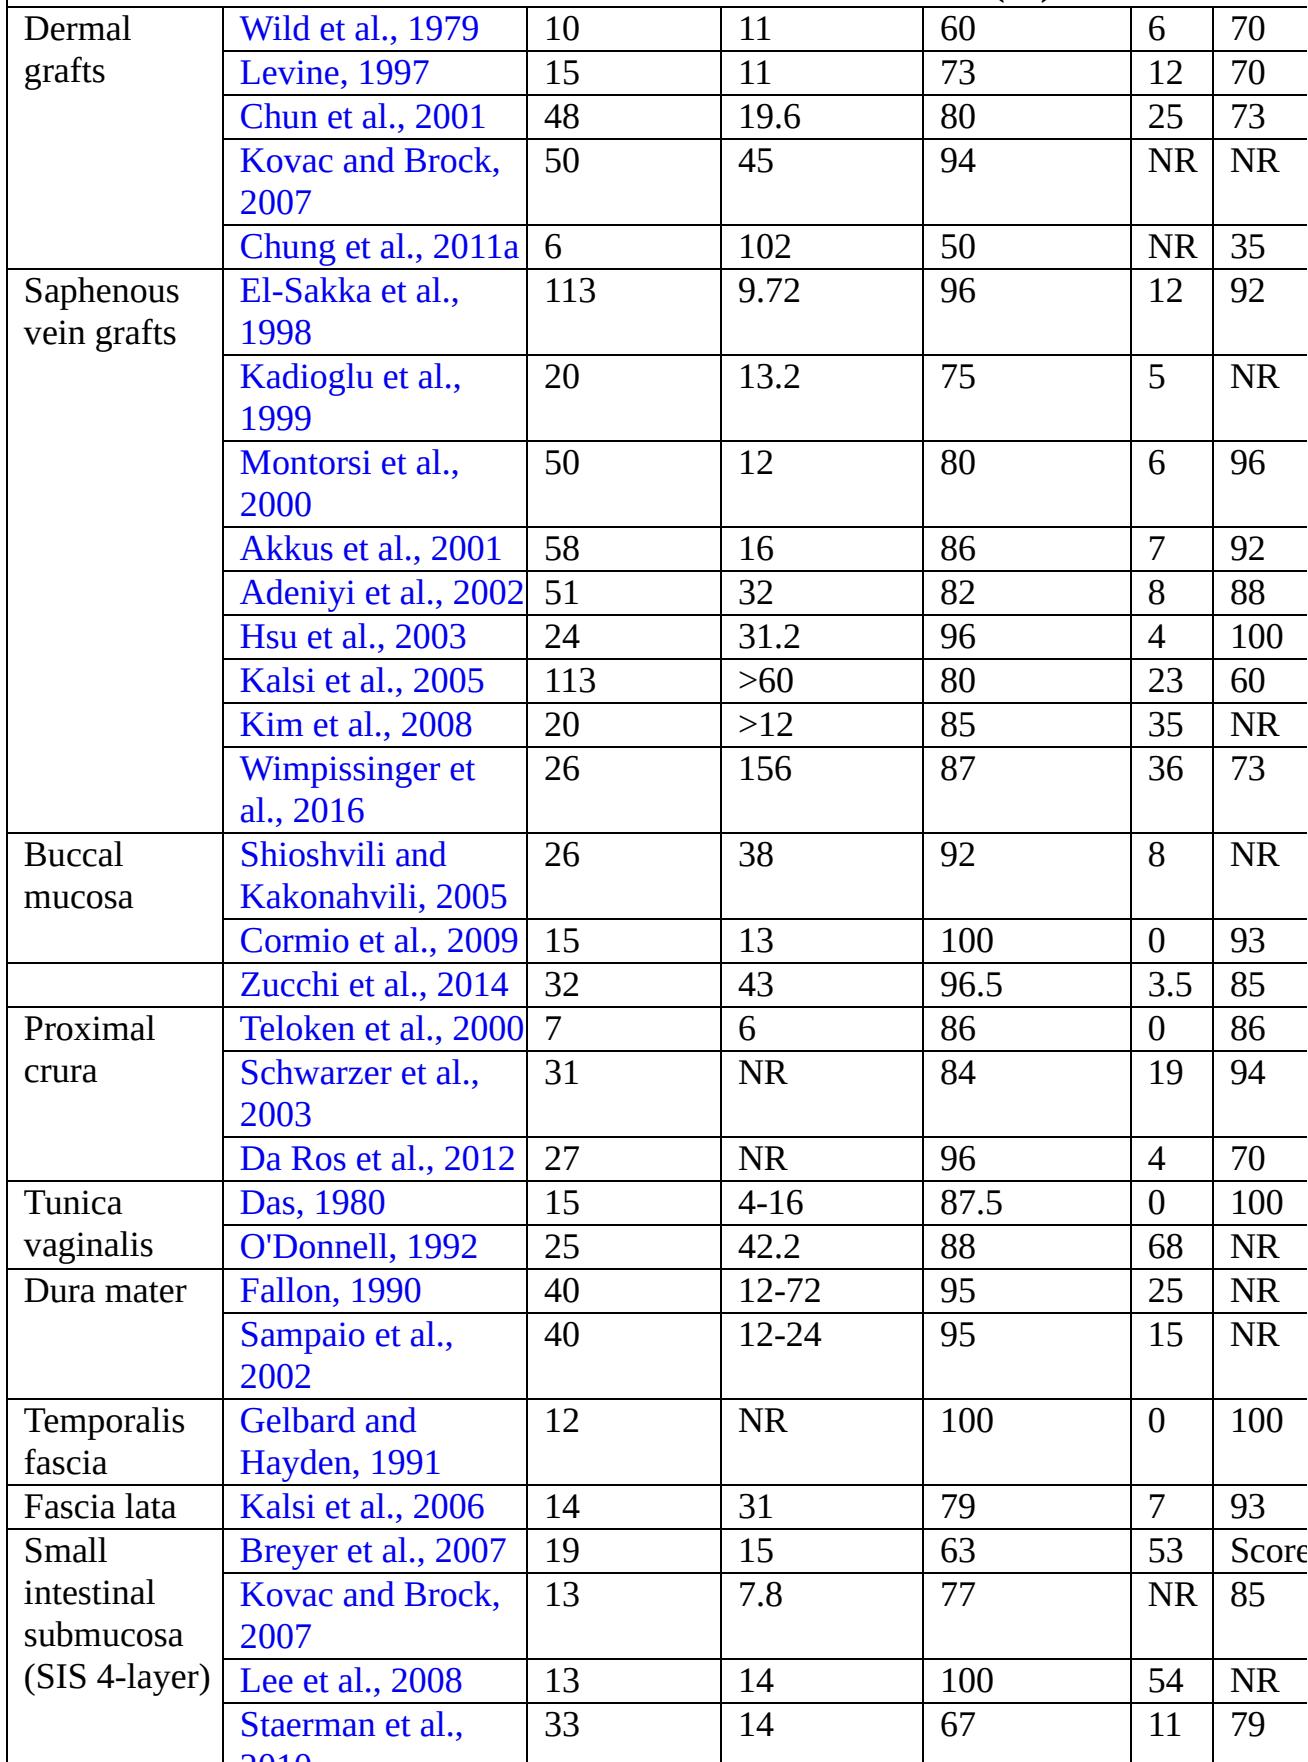 Dermal grafts Wild et al., 1979 10 11 60 6 70
Levine, 1997 15 11 73 12 70
Chun et al., 2001 48 19.6 80 25 73
Kovac and Brock, 2007 50 45 94 NR NR
Chung et al., 2011a 6 102 50 NR 35
Saphenous vein grafts El-Sakka et al., 1998 113 9.72 96 12 92
Kadioglu et al., 1999 20 13.2 75 5 NR
Montorsi et al., 2000 50 12 80 6 96
Akkus et al., 2001 58 16 86 7 92
Adeniyi et al., 2002 51 32 82 8 88
Hsu et al., 2003 24 31.2 96 4 100
Kalsi et al., 2005 113 >60 80 23 60
Kim et al., 2008 20 >12 85 35 NR
Wimpissinger et al., 2016 26 156 87 36 73
Buccal mucosa Shioshvili and Kakonahvili, 2005 26 38 92 8 NR
Cormio et al., 2009 15 13 100 0 93
Zucchi et al., 2014 32 43 96.5 3.5 85
Proximal crura Teloken et al., 2000 7 6 86 0 86
Schwarzer et al., 2003 31 NR 84 19 94
Da Ros et al., 2012 27 NR 96 4 70
Tunica vaginalis Das, 1980 15 4-16 87.5 0 100
O'Donnell, 1992 25 42.2 88 68 NR
Dura mater Fallon, 1990 40 12-72 95 25 NR
Sampaio et al., 2002 40 12-24 95 15 NR
Temporalis fascia Gelbard and Hayden, 1991 12 NR 100 0 100
Fascia lata Kalsi et al., 2006 14 31 79 7 93
Small intestinal submucosa (SIS 4-layer) Breyer et al., 2007 19 15 63 53 Score
Kovac and Brock, 2007 13 7.8 77 NR 85
Lee et al., 2008 13 14 100 54 NR
Staerman et al., 33 14 67 11 79